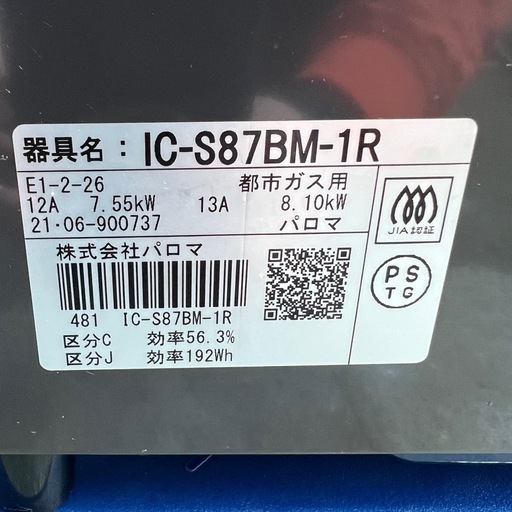 器具名：IC-S87BM-1R
E1-2-26 都市ガス用
12A 7.55kW 13A 8.10kW
21・06-900737 パロマ
JIA認証
株式会社パロマ
PS
TG
481 IC-S87BM-1R
区分C 効率56.3%
区分J 効率192Wh